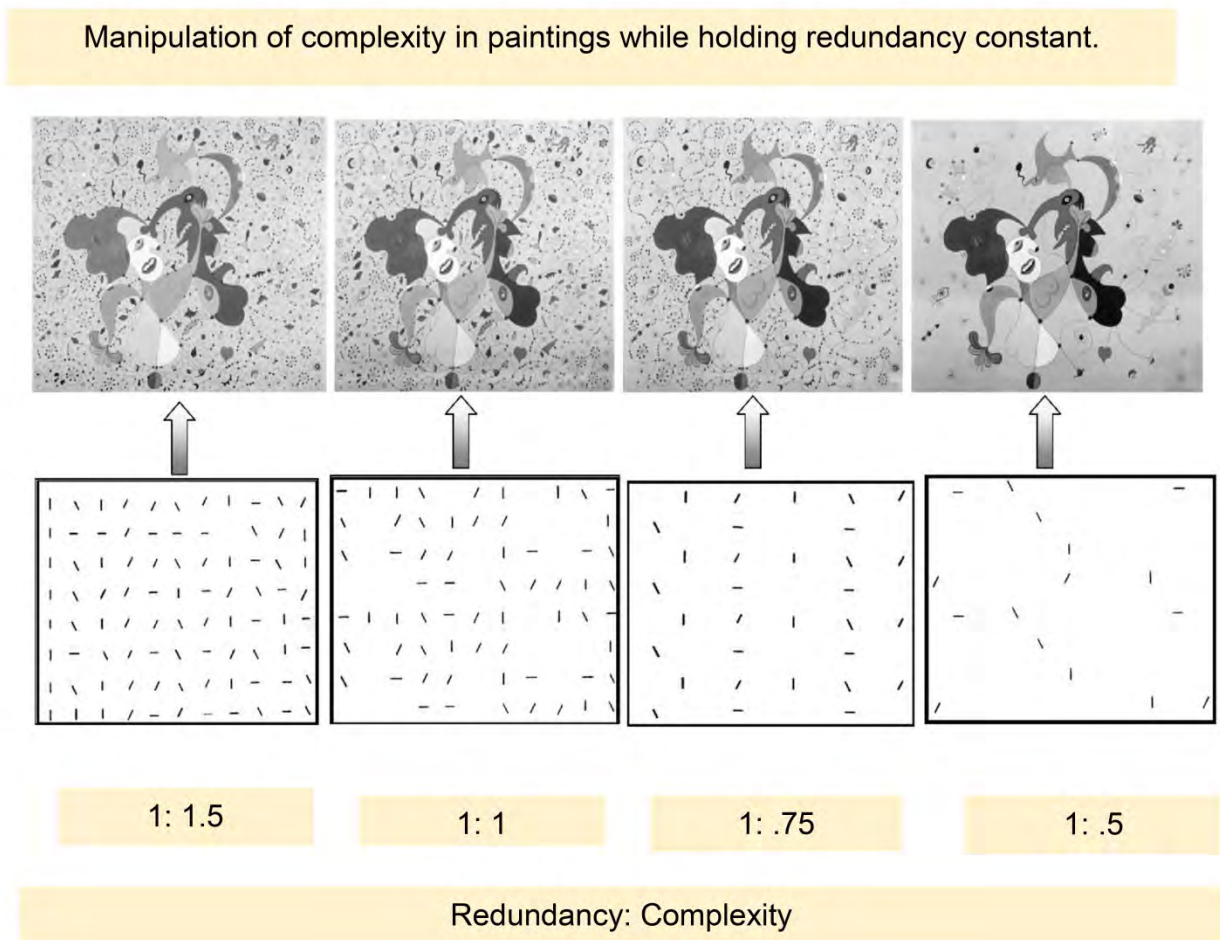 Manipulation of complexity in paintings while holding redundancy constant.
1: 1.5
1: 1
1: .75
1: .5
Redundancy: Complexity